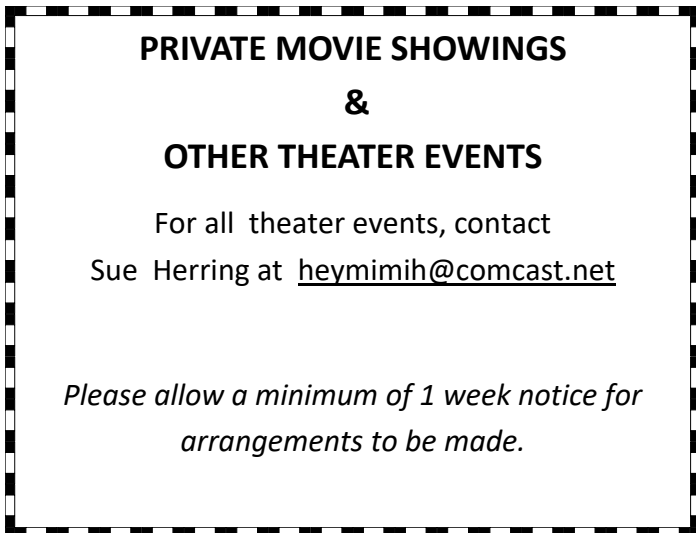 PRIVATE MOVIE SHOWINGS
&
OTHER THEATER EVENTS
For all  theater events, contact
Sue  Herring at  heymimih@comcast.net
Please allow a minimum of 1 week notice for
arrangements to be made.